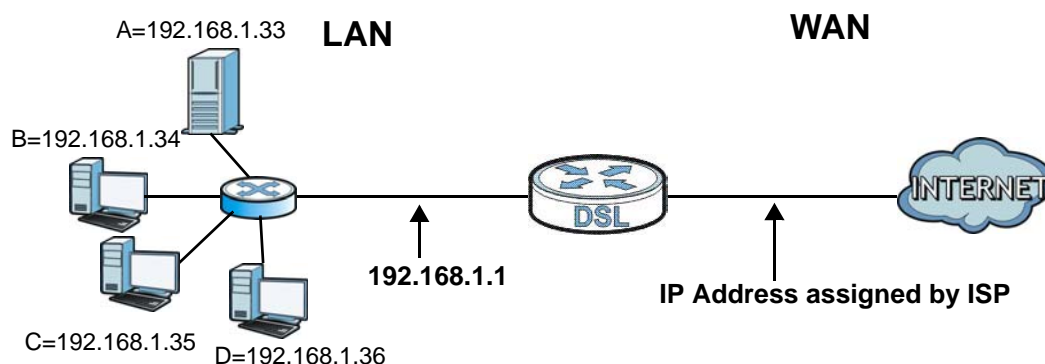 A=192.168.1.33
LAN
WAN
B=192.168.1.34
DSL
INTERNET
192.168.1.1
IP Address assigned by ISP
C=192.168.1.35
D=192.168.1.36